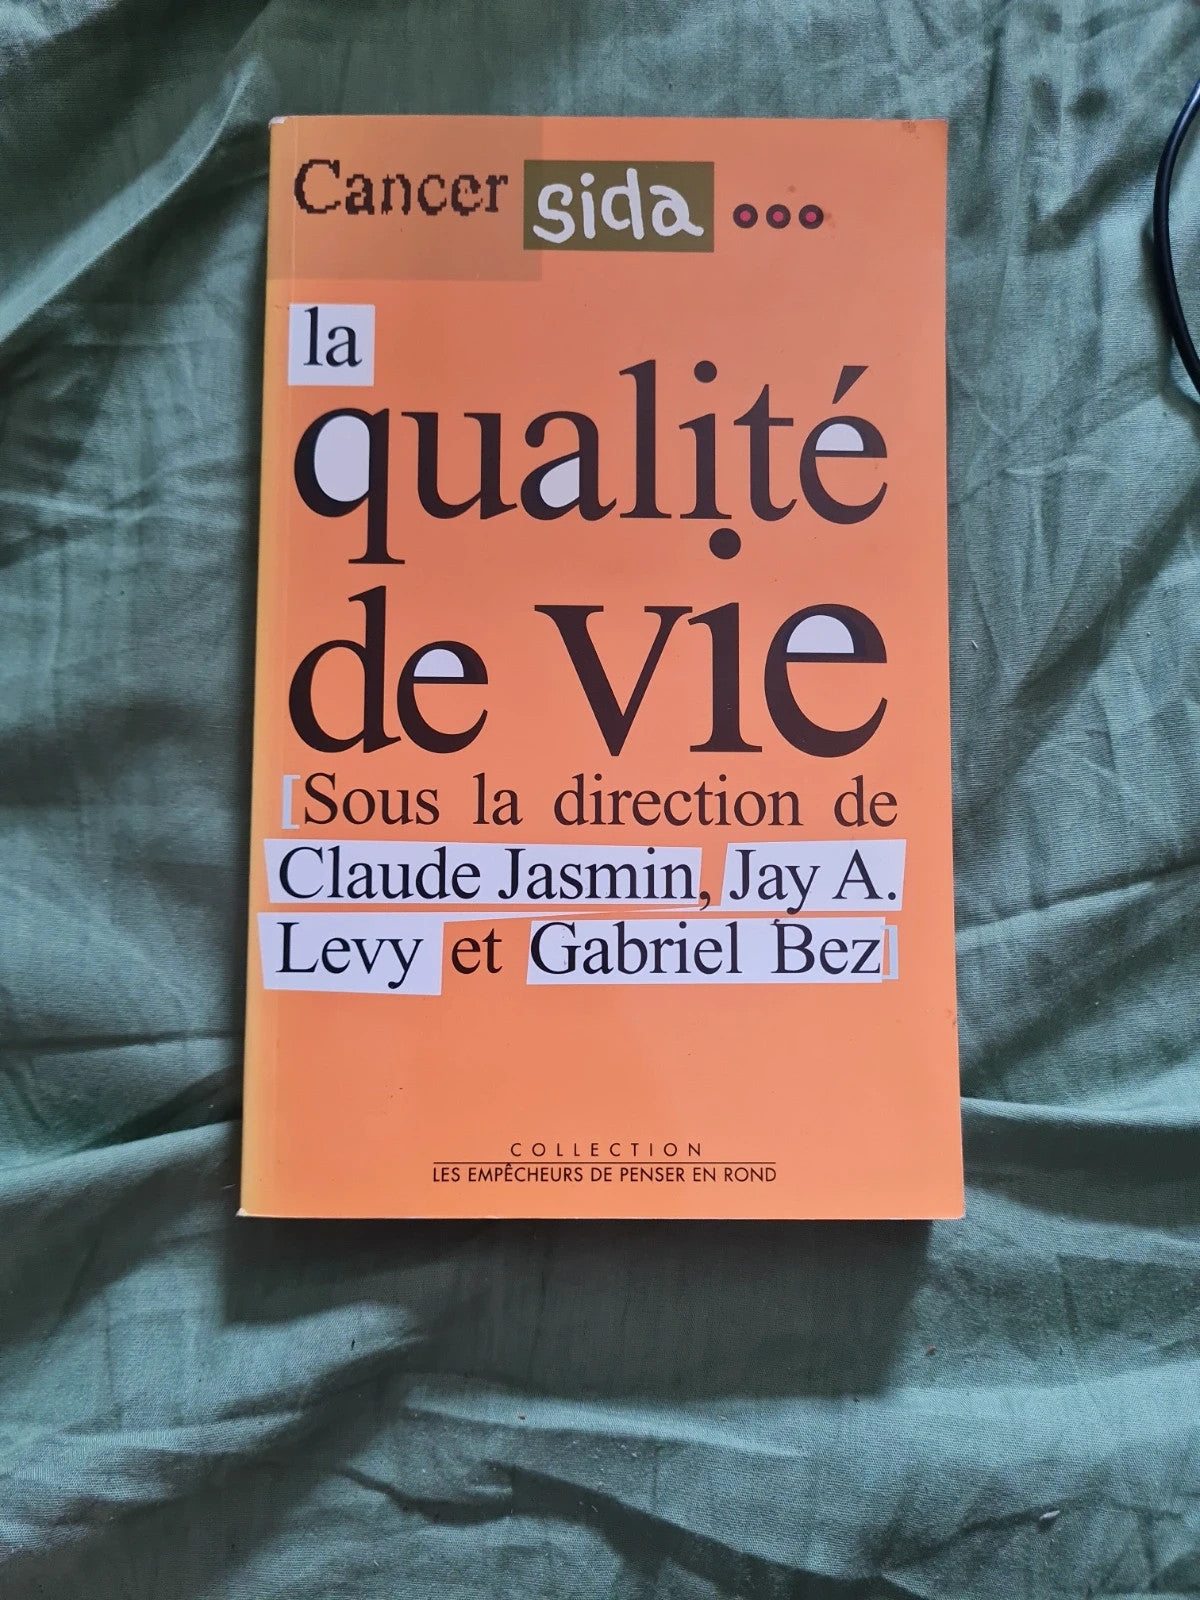 Cancer sida ...
la
qualité
de vie
[Sous la direction de
Claude Jasmin, Jay A.
Levy et Gabriel Bez]
COLLECTION
LES EMPÊCHEURS DE PENSER EN ROND